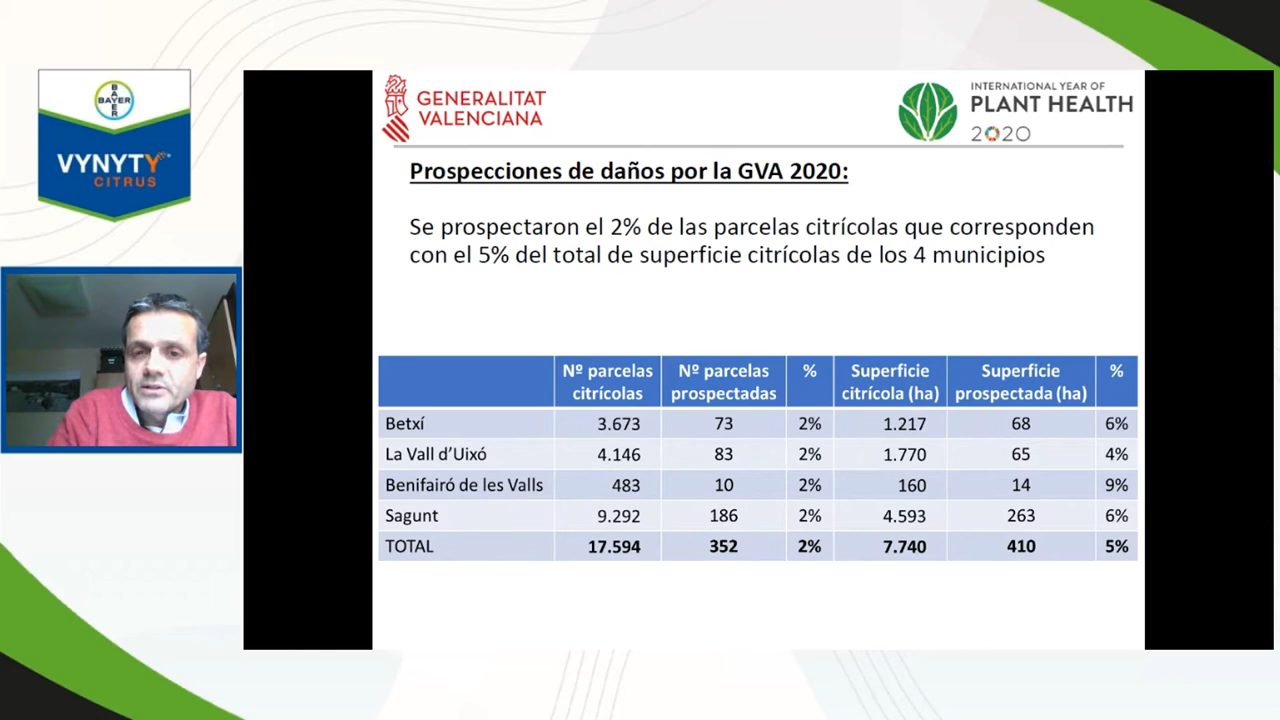 BAYER
BAYER
VYNYTY™
CITRUS
GENERALITAT
VALENCIANA
INTERNATIONAL YEAR OF
PLANT HEALTH
2020
Prospecciones de daños por la GVA 2020:
Se prospectaron el 2% de las parcelas citrícolas que corresponden
con el 5% del total de superficie citrícolas de los 4 municipios
Nº parcelas citrícolas Nº parcelas prospectadas % Superficie citrícola (ha) Superficie prospectada (ha) %
Betxí 3.673 73 2% 1.217 68 6%
La Vall d’Uixó 4.146 83 2% 1.770 65 4%
Benifairó de les Valls 483 10 2% 160 14 9%
Sagunt 9.292 186 2% 4.593 263 6%
TOTAL 17.594 352 2% 7.740 410 5%